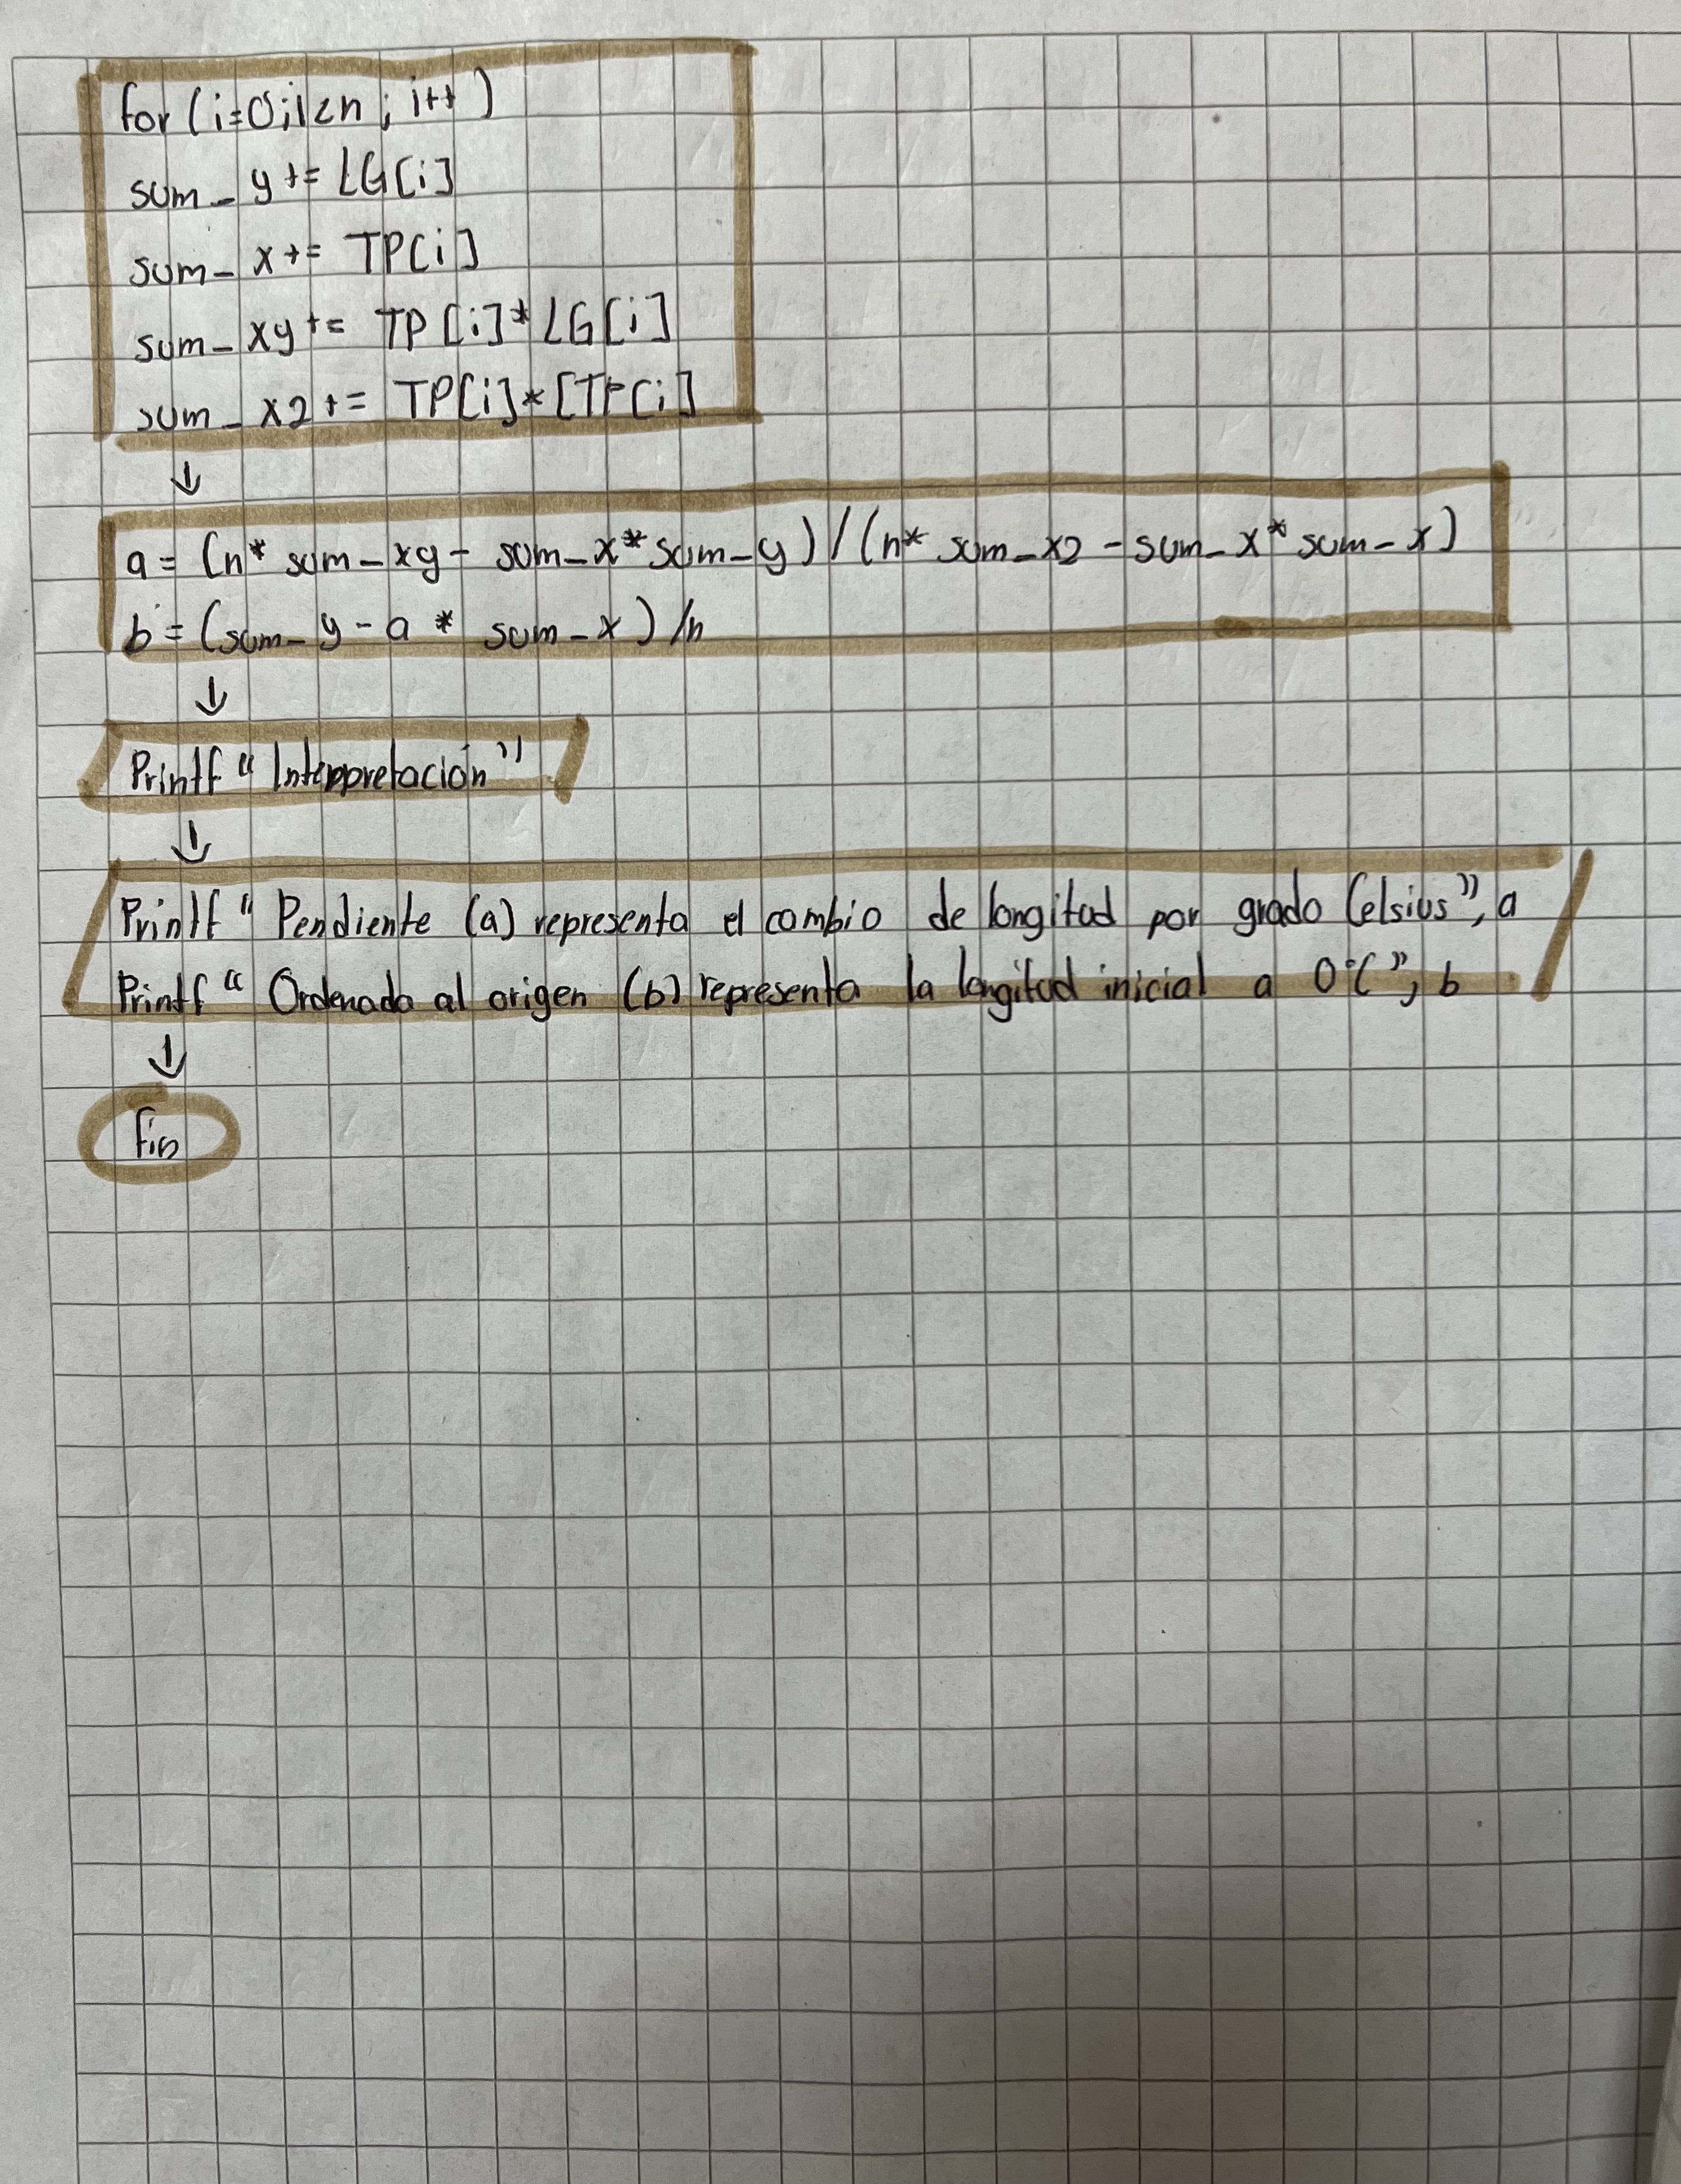 for (i=0;i<n; i++)
sum_y += LG[i]
sum_x += TP[i]
sum_xy += TP[i]*LG[i]
sum_x2 += TP[i]*[TP[i]
↓
a = (n* sum_xy - sum_x* sum_y) / (n* sum_x2 - sum_x* sum_x)
b = (sum_y - a * sum_x) /n
↓
Printf "Interpretación"
↓
Printf "Pendiente (a) representa el cambio de longitud por grado Celsius", a
Printf "Ordenada al origen (b) representa la longitud inicial a 0°C", b
↓
Fin